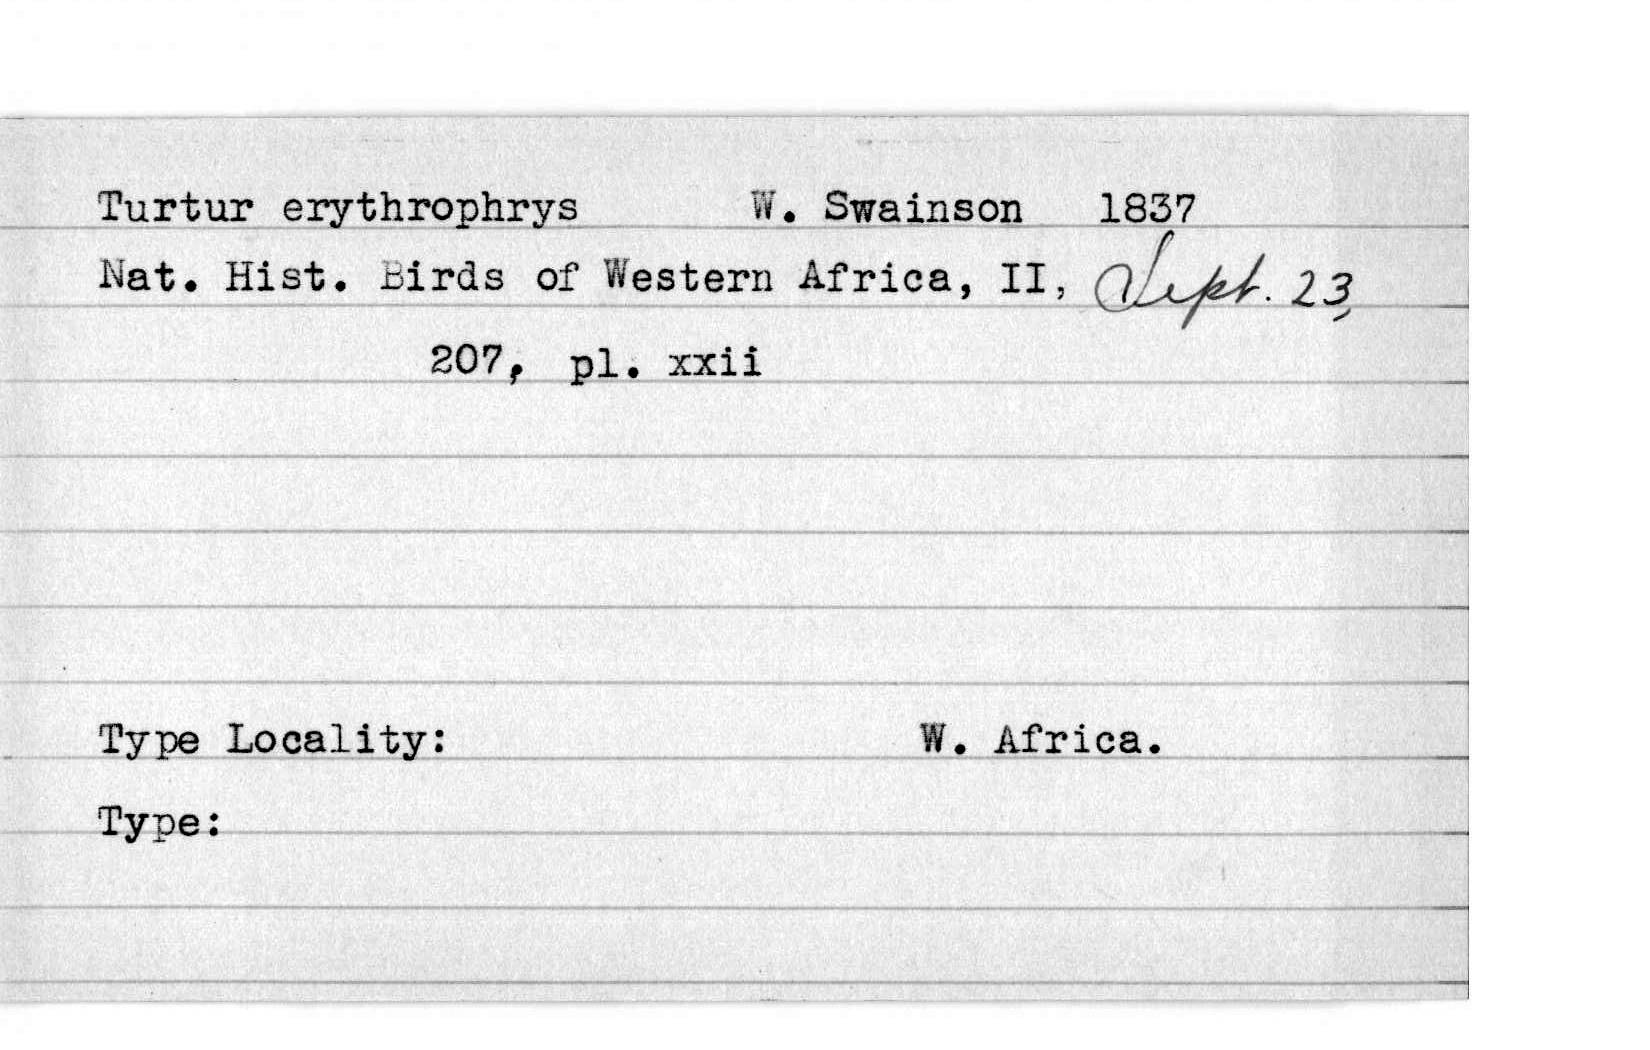 Turtur erythrophrys W. Swainson 1837
Nat. Hist. Birds of Western Africa, II, Sept. 23,
207, pl. xxii
Type Locality: W. Africa.
Type: